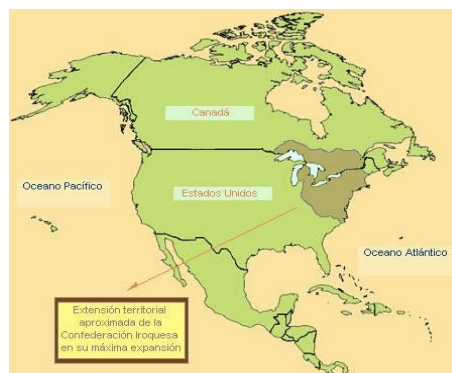 Canadá
Oceano Pacífico
Estados Unidos
Oceano Atlántico
Extensión territorial
aproximada de la
Confederación Iroquesa
en su máxima expansión